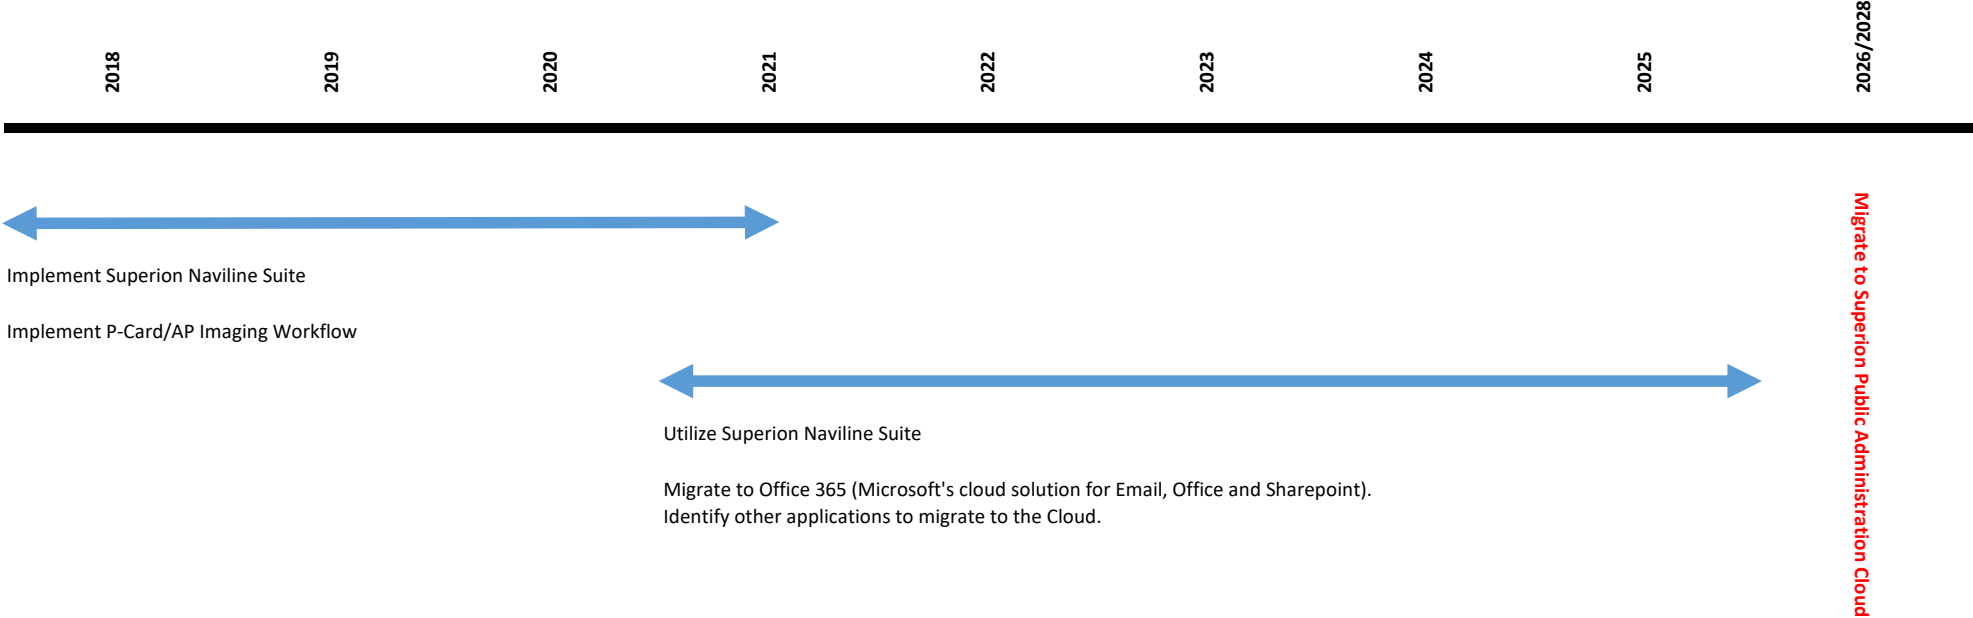 2018
2019
2020
2021
2022
2023
2024
2025
2026/2028
Implement Superion Naviline Suite
Implement P-Card/AP Imaging Workflow
Utilize Superion Naviline Suite
Migrate to Office 365 (Microsoft's cloud solution for Email, Office and Sharepoint).
Identify other applications to migrate to the Cloud.
Migrate to Superion Public Administration Cloud